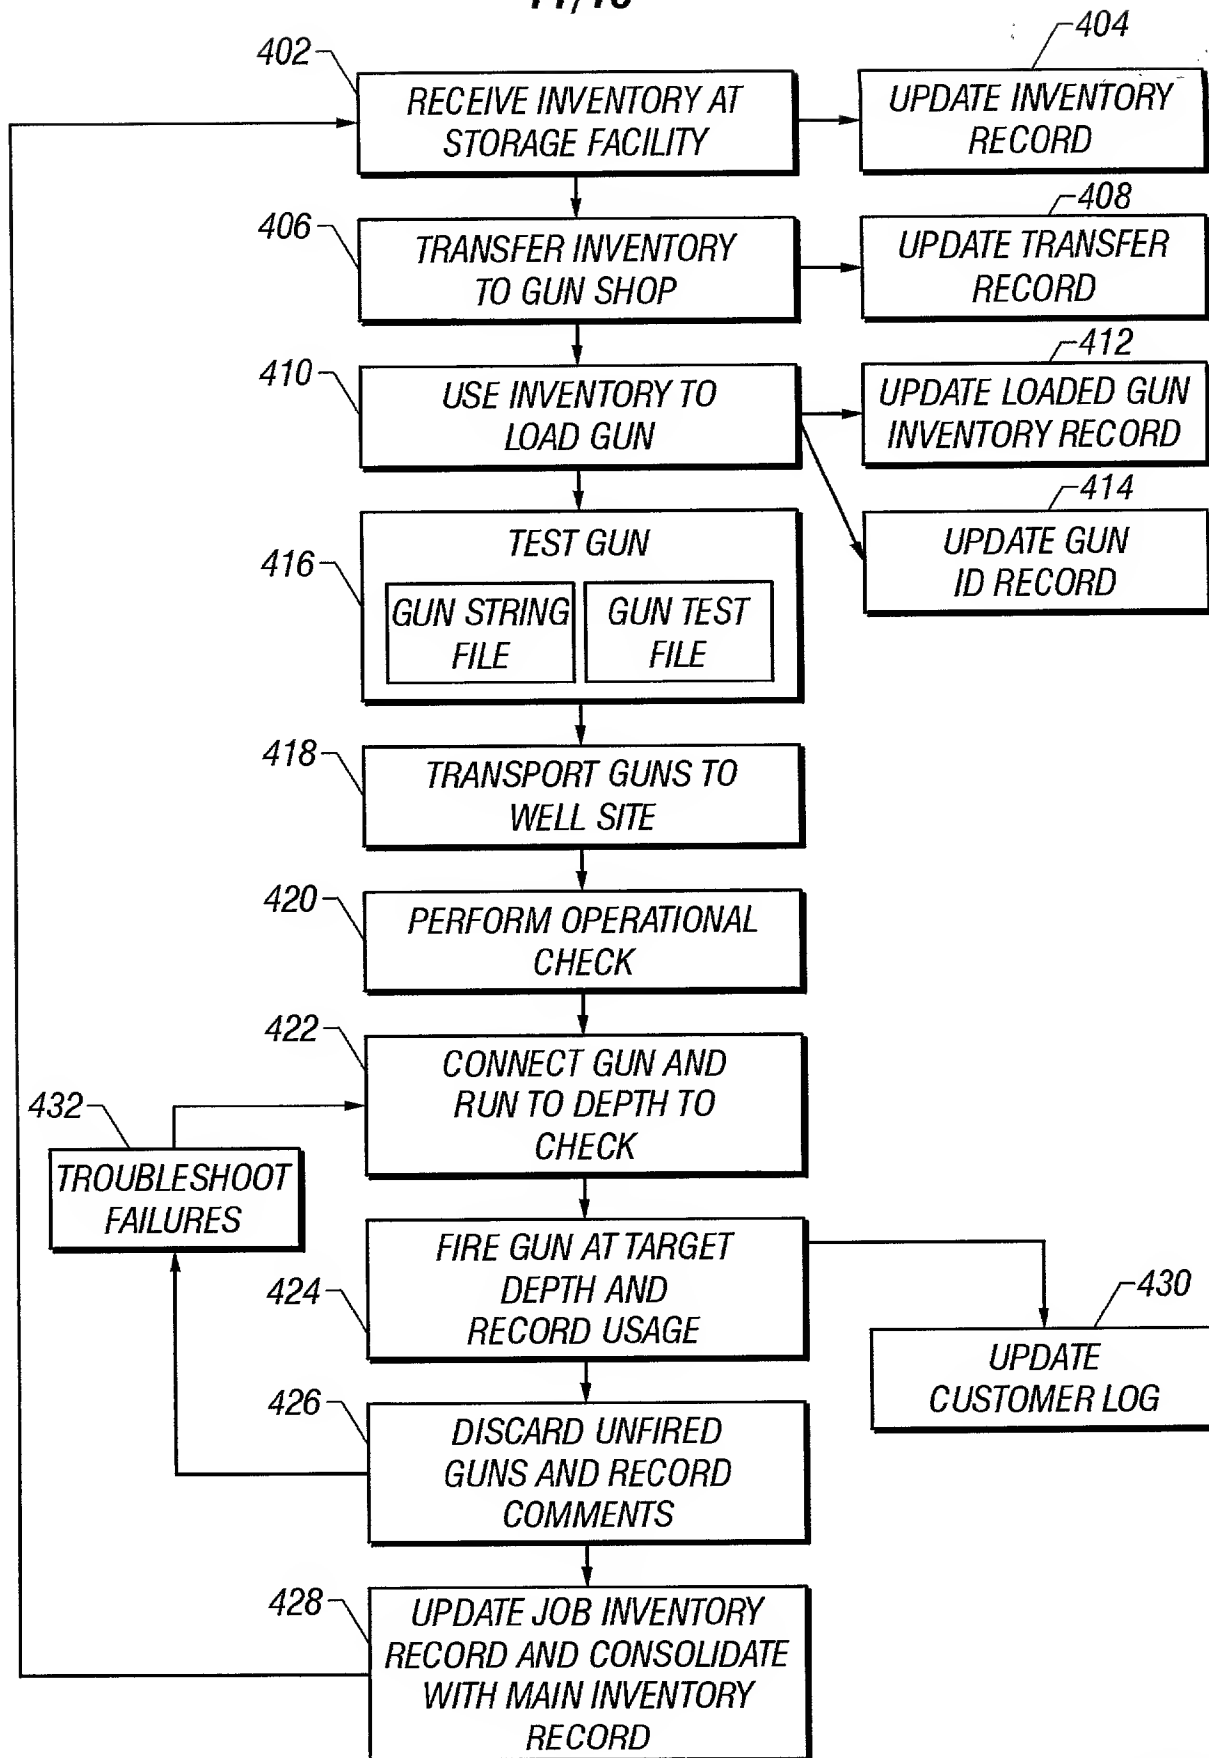 402
404
RECEIVE INVENTORY AT
STORAGE FACILITY
UPDATE INVENTORY
RECORD
406
408
TRANSFER INVENTORY
TO GUN SHOP
UPDATE TRANSFER
RECORD
410
412
USE INVENTORY TO
LOAD GUN
UPDATE LOADED GUN
INVENTORY RECORD
414
UPDATE GUN
ID RECORD
416
TEST GUN
GUN STRING
FILE
GUN TEST
FILE
418
TRANSPORT GUNS TO
WELL SITE
420
PERFORM OPERATIONAL
CHECK
422
CONNECT GUN AND
RUN TO DEPTH TO
CHECK
432
TROUBLESHOOT
FAILURES
424
FIRE GUN AT TARGET
DEPTH AND
RECORD USAGE
430
UPDATE
CUSTOMER LOG
426
DISCARD UNFIRED
GUNS AND RECORD
COMMENTS
428
UPDATE JOB INVENTORY
RECORD AND CONSOLIDATE
WITH MAIN INVENTORY
RECORD